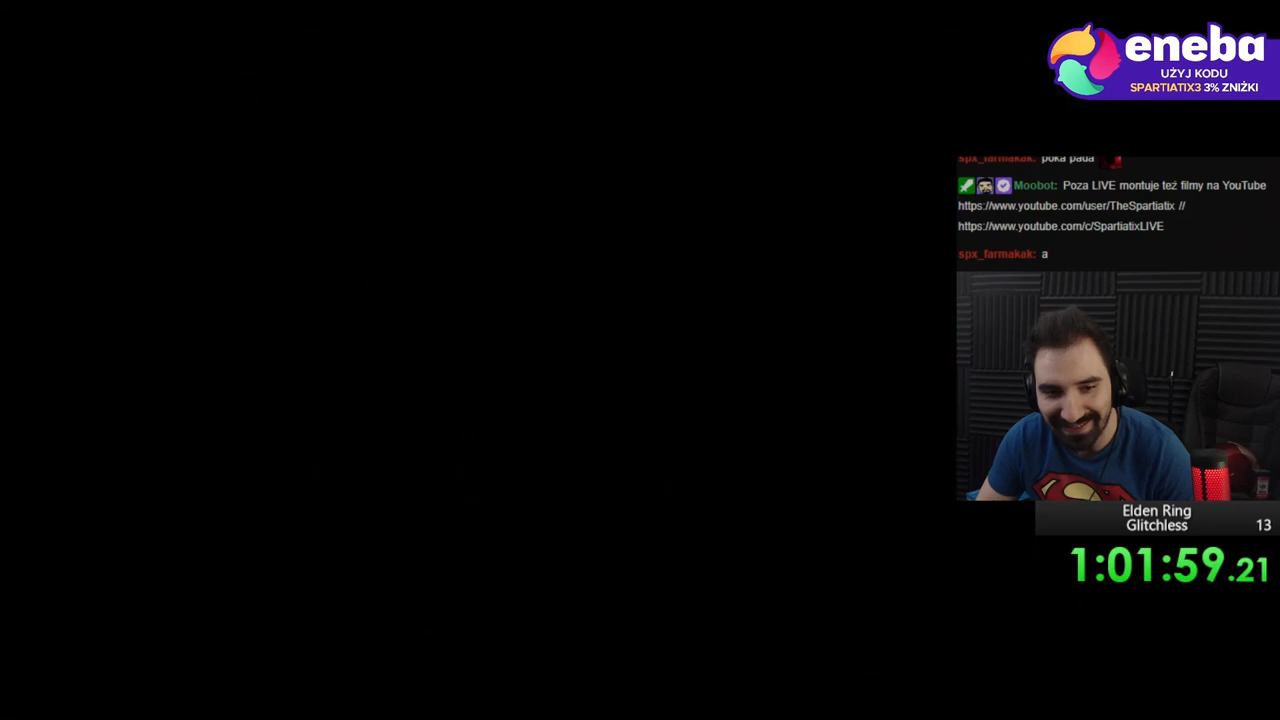 eneba
UŻYJ KODU
SPARTIATIX3 3% ZNIŻKI
spx_farmakak: poka pada
Moobot: Poza LIVE montuje też filmy na YouTube
https://www.youtube.com/user/TheSpartiatix //
https://www.youtube.com/c/SpartiatixLIVE
spx_farmakak: a
Elden Ring
Glitchless 13
1:01:59.21